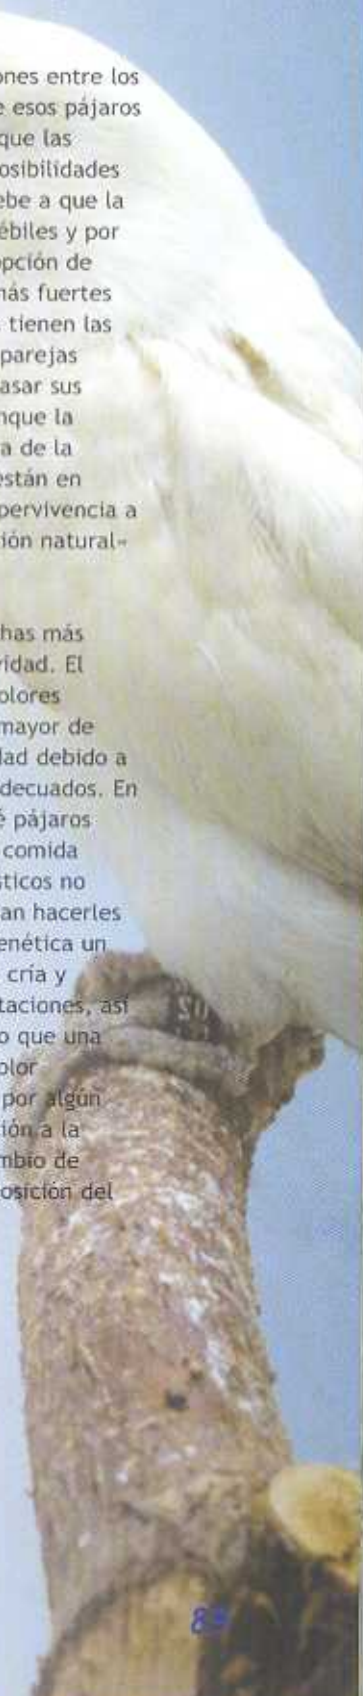 ones entre los
e esos pájaros
que las
osibilidades
ebe a que la
ébiles y por
opción de
nás fuertes
tienen las
parejas
asar sus
nque la
a de la
están en
pervivencia a
ión natural-
has más
vidad. El
olores
mayor de
dad debido a
decuados. En
é pájaros
comida
sticos no
an hacerles
enética un
cría y
taciones, así
o que una
olor
por algún
ión a la
mbio de
osición del